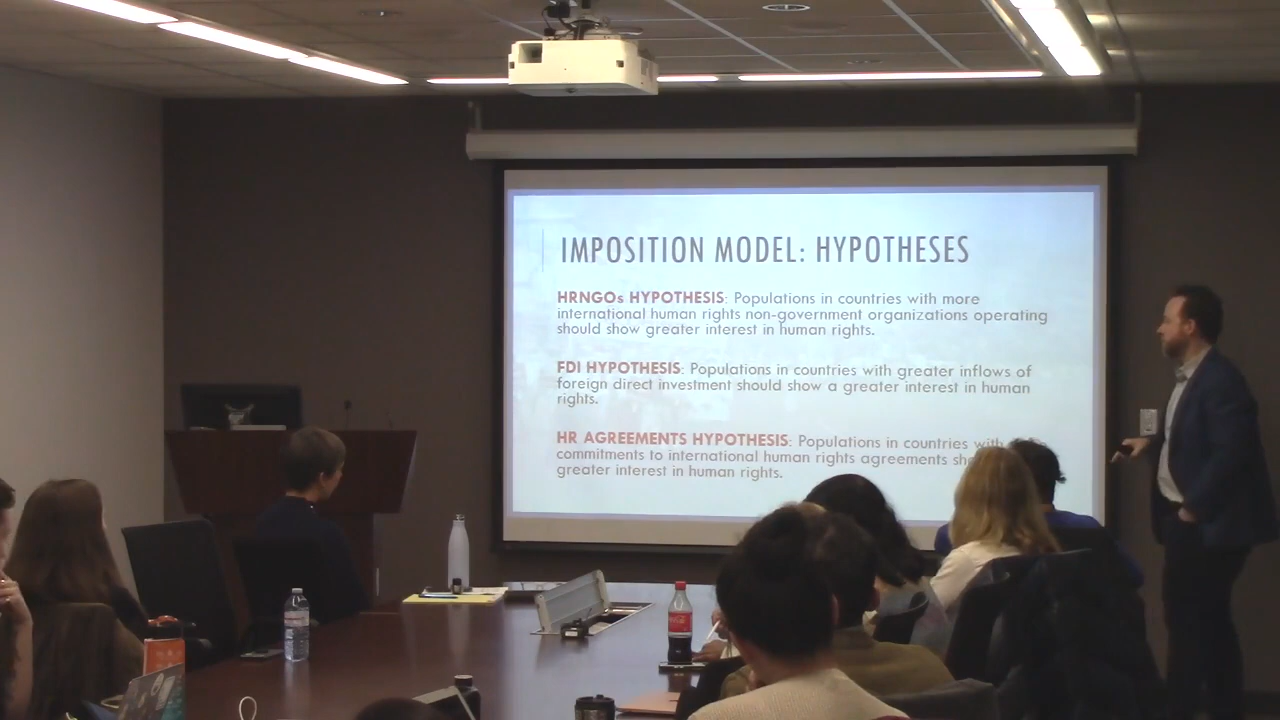 IMPOSITION MODEL: HYPOTHESES
HRNGOs HYPOTHESIS: Populations in countries with more
international human rights non-government organizations operating
should show greater interest in human rights.
FDI HYPOTHESIS: Populations in countries with greater inflows of
foreign direct investment should show a greater interest in human
rights.
HR AGREEMENTS HYPOTHESIS: Populations in countries with
commitments to international human rights agreements
greater interest in human rights.